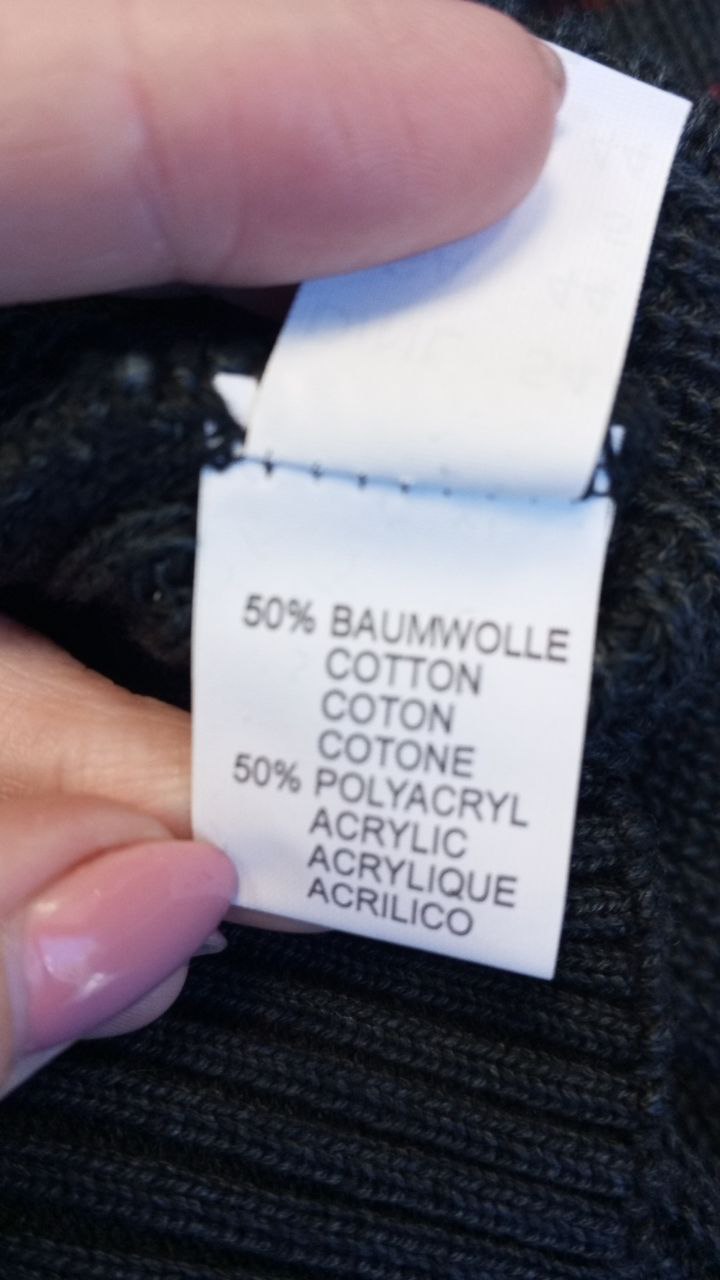 50% BAUMWOLLE
COTTON
COTON
COTONE
50% POLYACRYL
ACRYLIC
ACRYLIQUE
ACRILICO